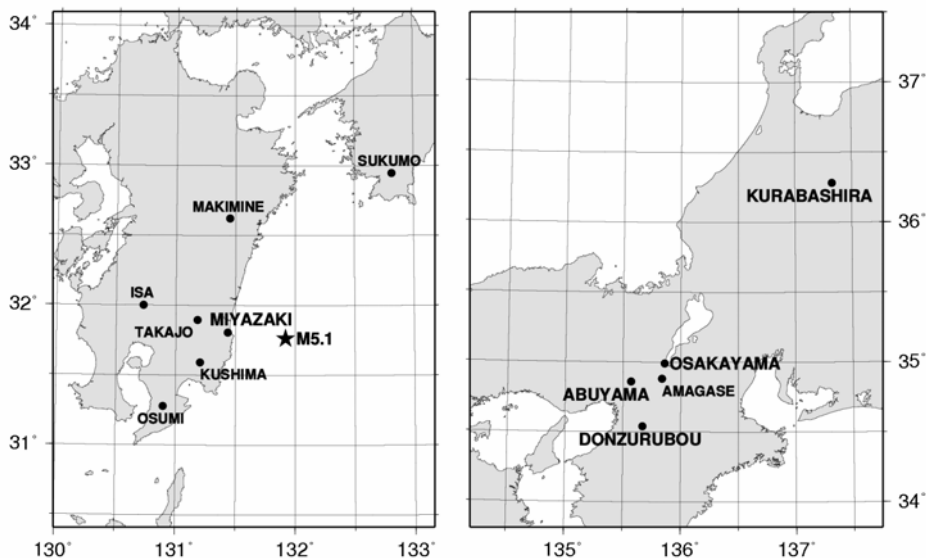 34˚
33˚
32˚
31˚
130˚
131˚
132˚
133˚
SUKUMO
MAKIMINE
ISA
TAKAJO
MIYAZAKI
M5.1
KUSHIMA
OSUMI
37˚
36˚
35˚
34˚
135˚
136˚
137˚
KURABASHIRA
OSAKAYAMA
ABUYAMA
AMAGASE
DONZURUBOU